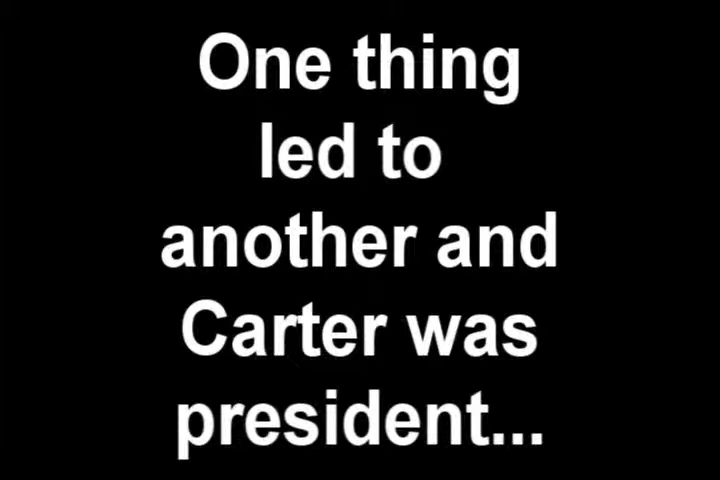 One thing
led to
another and
Carter was
president...